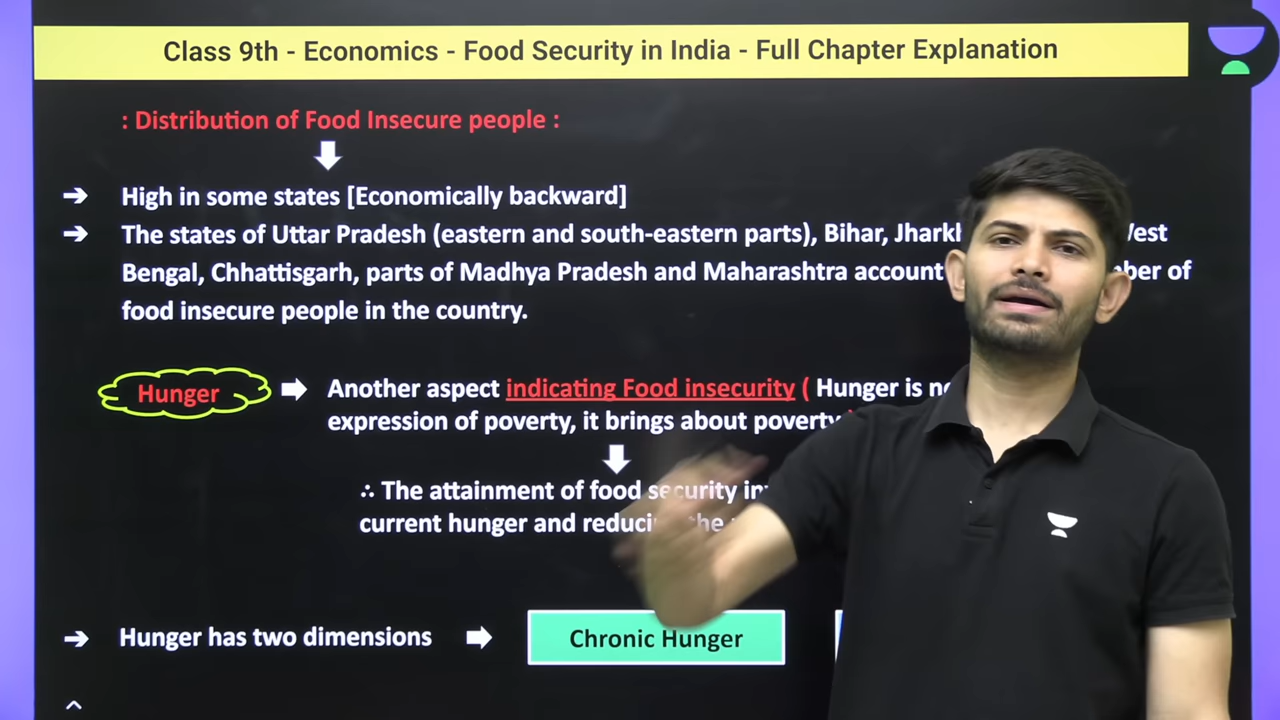 Class 9th - Economics - Food Security in India - Full Chapter Explanation
: Distribution of Food Insecure people :
→ High in some states [Economically backward]
→ The states of Uttar Pradesh (eastern and south-eastern parts), Bihar,
Bengal, Chhattisgarh, parts of Madhya Pradesh and Maharashtra account of
food insecure people in the country.
Hunger
Another aspect indicating Food insecurity ( Hunger is
expression of poverty, it brings about poverty
∴ The attainment of food security
current hunger and
→ Hunger has two dimensions
Chronic Hunger